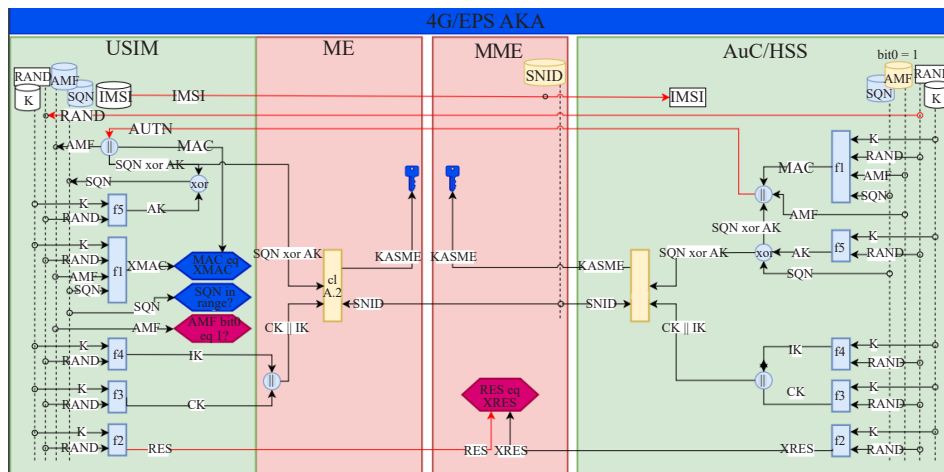 4G/EPS AKA
USIM
ME
MME
AuC/HSS
bit0 = 1
RAND
K
AMF
SQN
IMSI
IMSI
SNID
IMSI
SQN
AMF
RAND
K
RAND
AUTN
AMF
MAC
SQN xor AK
SQN
xor
K
RAND
f5
AK
K
RAND
AMF
SQN
f1
XMAC
MAC eq
XMAC
SQN
SQN in
range?
AMF
AMF bit0
eq 1?
K
RAND
f4
IK
K
RAND
f3
CK
K
RAND
f2
RES
||
||
SQN xor AK
CK || IK
cl
A.2
KASME
SNID
KASME
RES eq
XRES
RES
XRES
KASME
SNID
SQN xor AK
CK || IK
MAC
||
SQN xor AK
xor
AK
SQN
AMF
f1
K
RAND
AMF
SQN
f5
K
RAND
||
IK
CK
f4
K
RAND
f3
K
RAND
XRES
f2
K
RAND